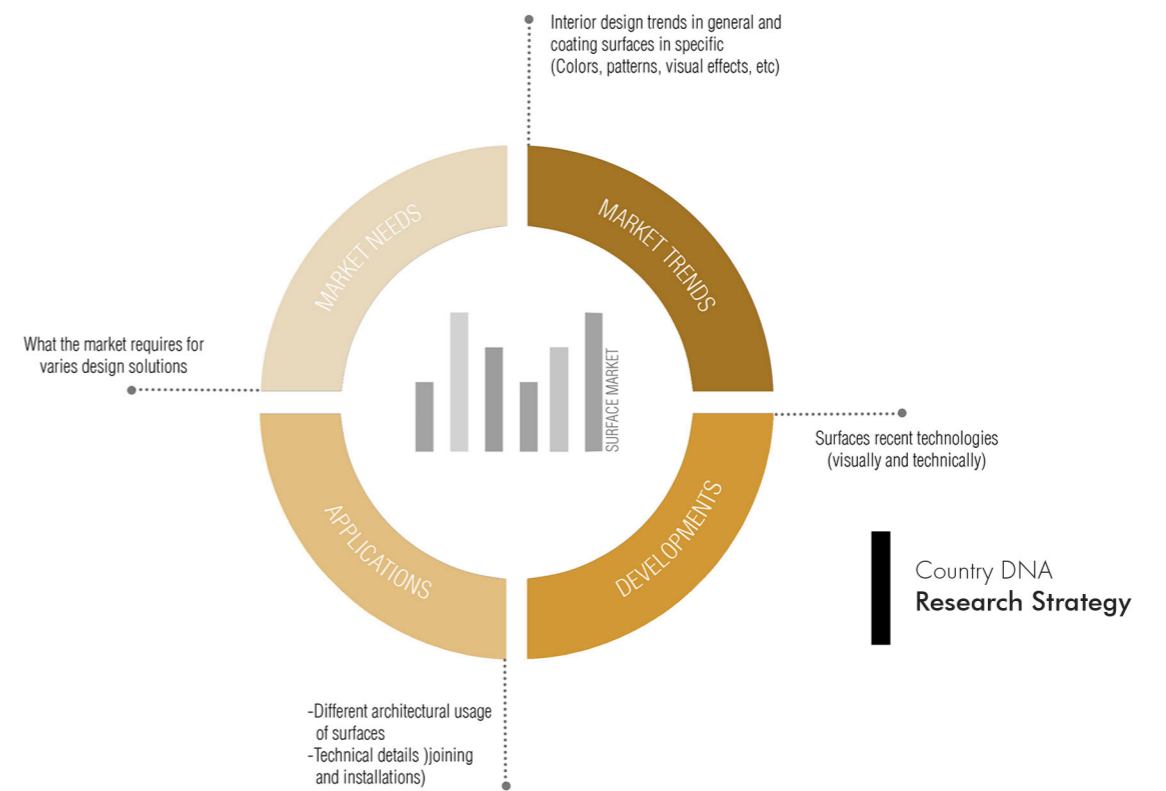 Interior design trends in general and
coating surfaces in specific
(Colors, patterns, visual effects, etc)
MARKET NEEDS
MARKET TRENDS
What the market requires for
varies design solutions
SURFACE MARKET
Surfaces recent technologies
(visually and technically)
APPLICATIONS
DEVELOPMENTS
Country DNA
Research Strategy
-Different architectural usage
of surfaces
-Technical details )joining
and installations)